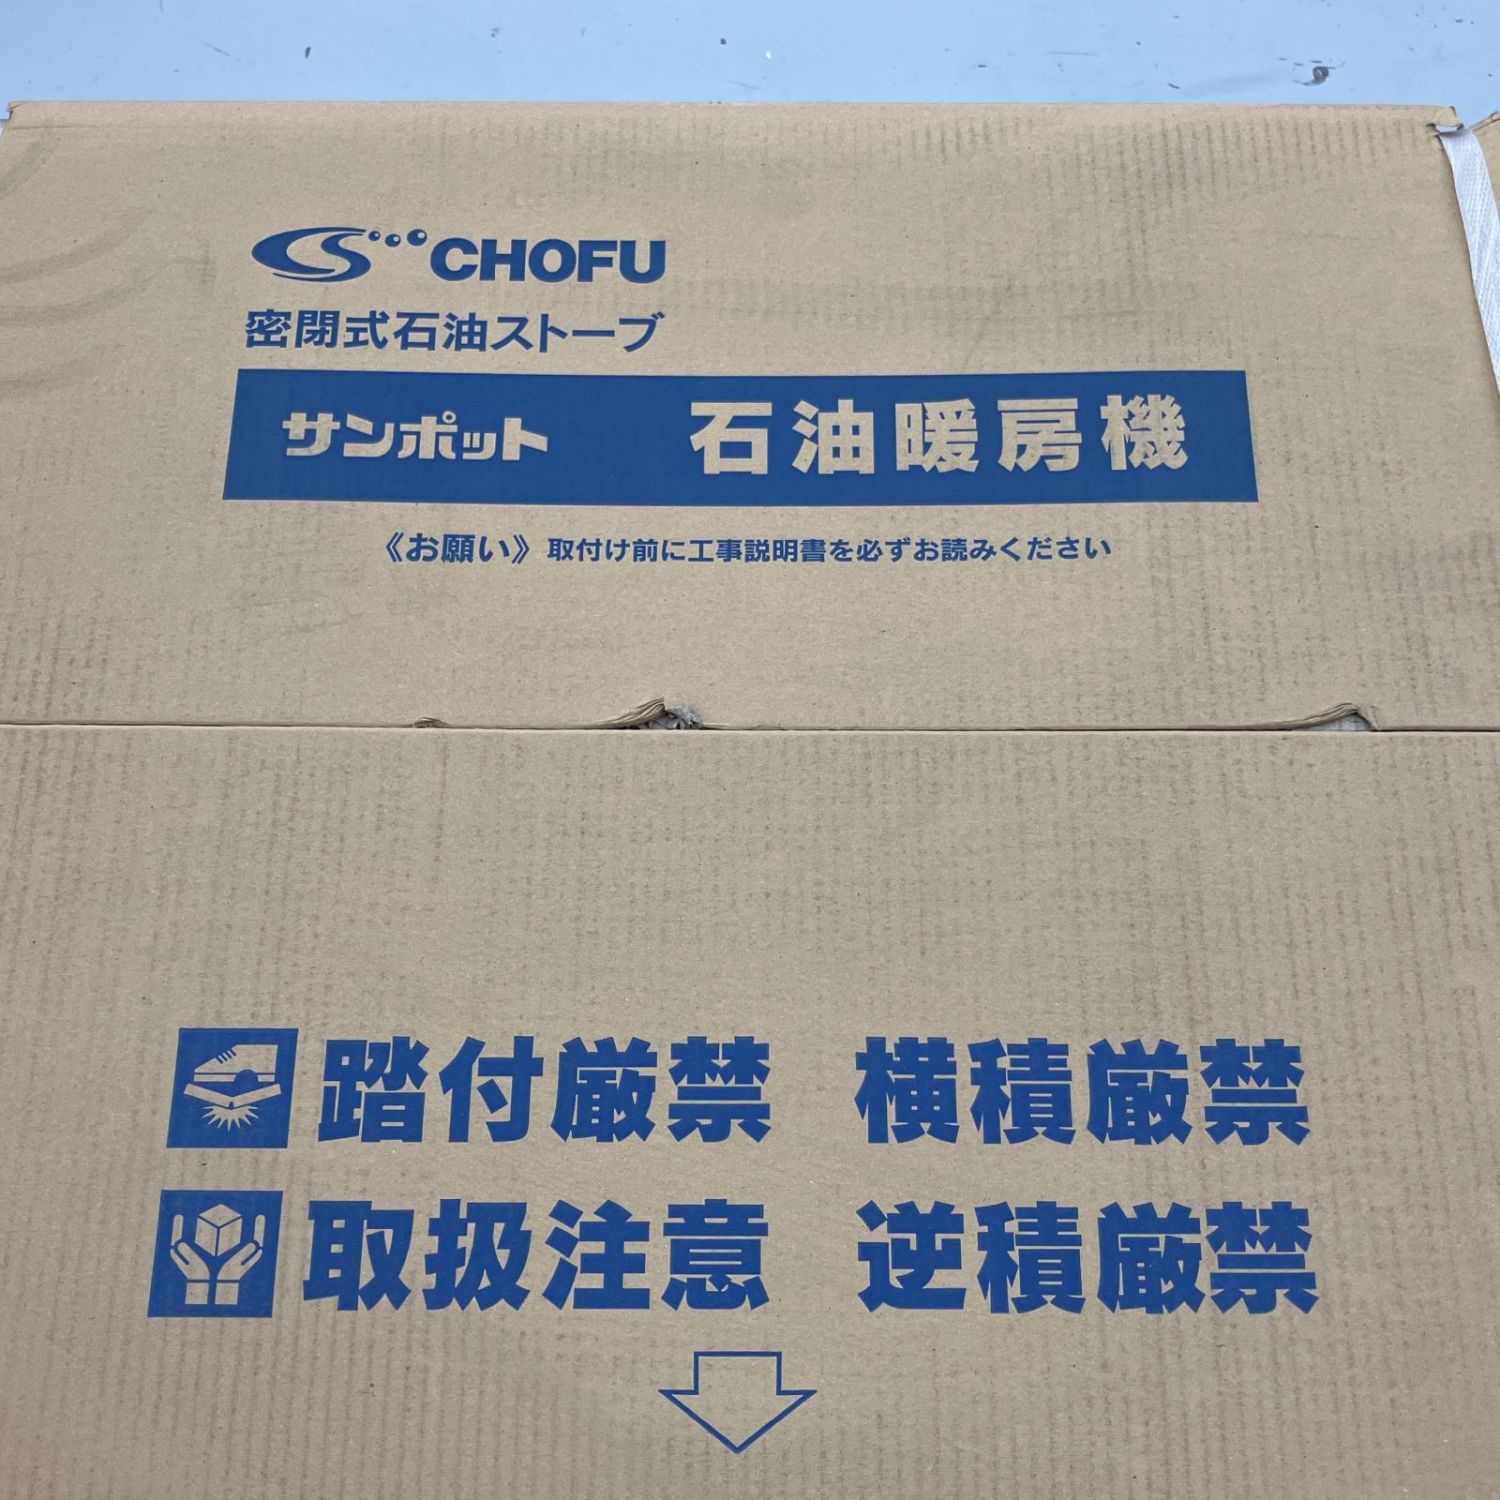 CHOFU
密閉式石油ストーブ
サンポット 石油暖房機
《お願い》取付け前に工事説明書を必ずお読みください
踏付厳禁 横積厳禁
取扱注意 逆積厳禁